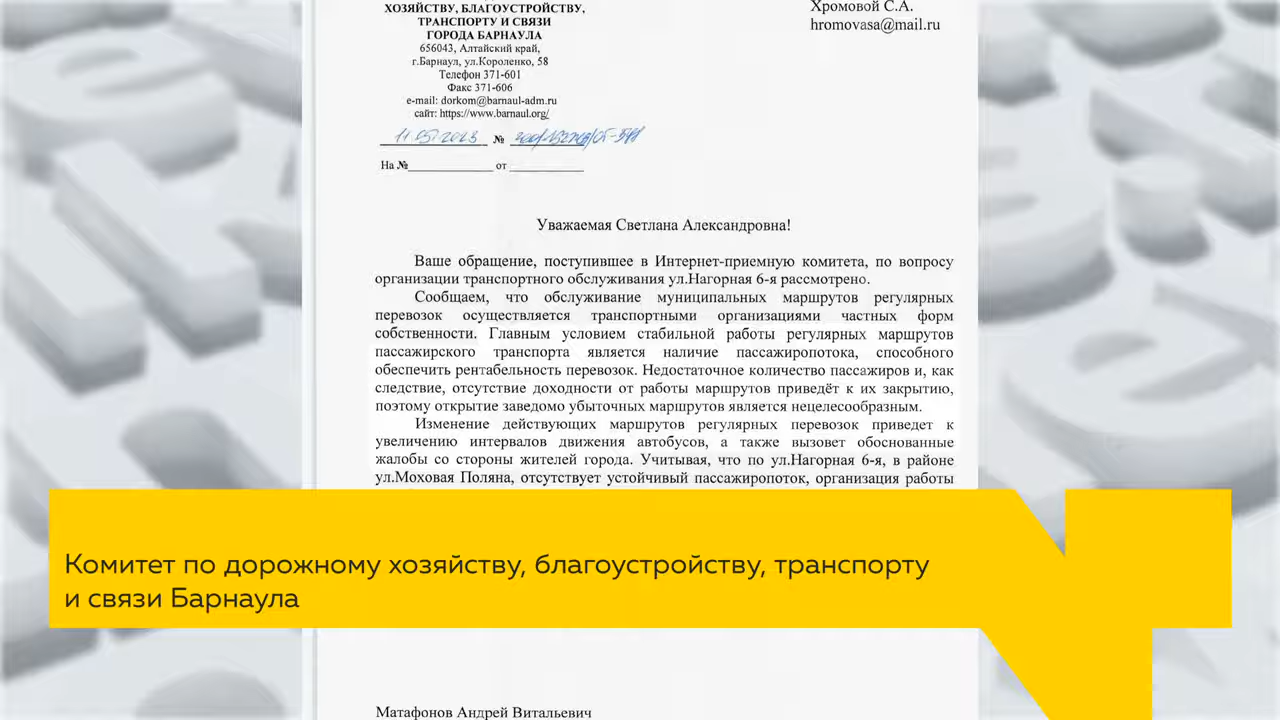 ХОЗЯЙСТВУ, БЛАГОУСТРОЙСТВУ,
ТРАНСПОРТУ И СВЯЗИ
ГОРОДА БАРНАУЛА
656043, Алтайский край,
г.Барнаул, ул.Короленко, 58
Телефон 371-601
Факс 371-606
e-mail: dorkom@barnaul-adm.ru
сайт: https://www.barnaul.org/
11.05.2023 №
На №            от
Хромовой С.А.
hromovasa@mail.ru
Уважаемая Светлана Александровна!
Ваше обращение, поступившее в Интернет-приемную комитета, по вопросу
организации транспортного обслуживания ул.Нагорная 6-я рассмотрено.
Сообщаем, что обслуживание муниципальных маршрутов регулярных
перевозок осуществляется транспортными организациями частных форм
собственности. Главным условием стабильной работы регулярных маршрутов
пассажирского транспорта является наличие пассажиропотока, способного
обеспечить рентабельность перевозок. Недостаточное количество пассажиров и, как
следствие, отсутствие доходности от работы маршрутов приведёт к их закрытию,
поэтому открытие заведомо убыточных маршрутов является нецелесообразным.
Изменение действующих маршрутов регулярных перевозок приведет к
увеличению интервалов движения автобусов, а также вызовет обоснованные
жалобы со стороны жителей города. Учитывая, что по ул.Нагорная 6-я, в районе
ул.Моховая Поляна, отсутствует устойчивый пассажиропоток, организация работы
Комитет по дорожному хозяйству, благоустройству, транспорту
и связи Барнаула
Матафонов Андрей Витальевич